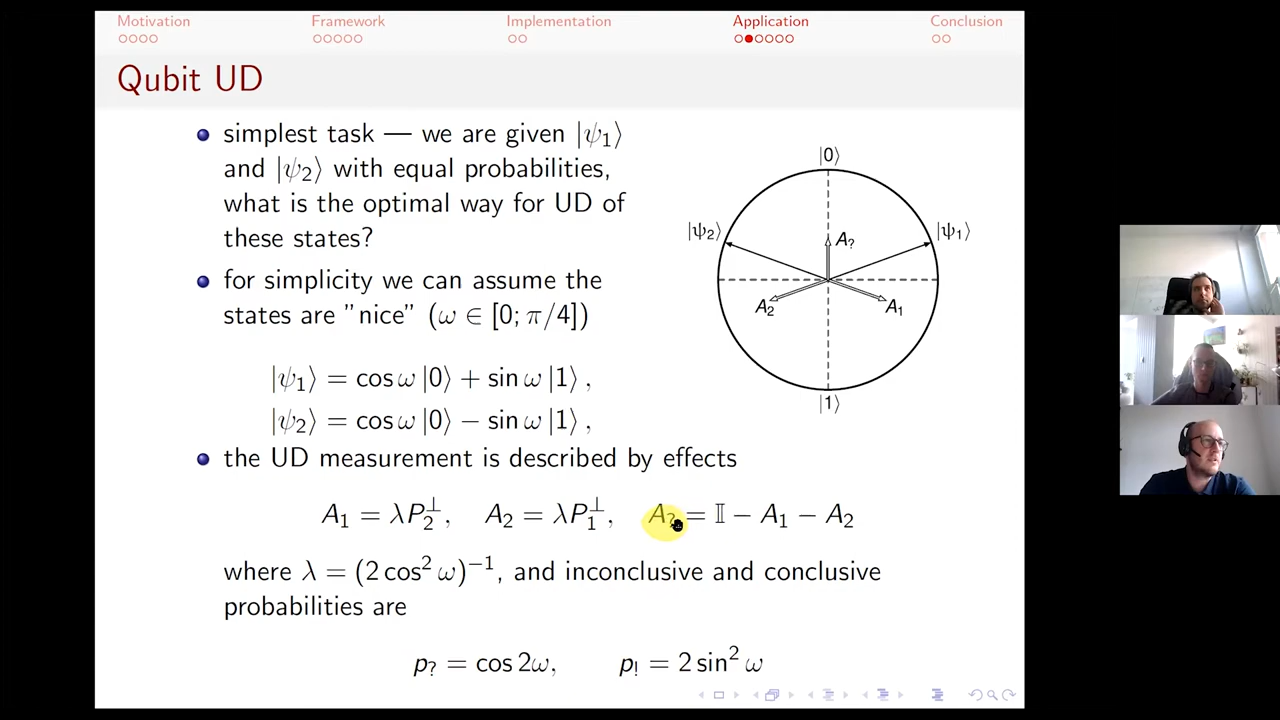 Motivation Framework Implementation Application Conclusion
Qubit UD
simplest task — we are given |ψ₁⟩
and |ψ₂⟩ with equal probabilities,
what is the optimal way for UD of
these states?
for simplicity we can assume the
states are "nice" (ω ∈ [0; π/4])
|ψ₁⟩ = cos ω |0⟩ + sin ω |1⟩ ,
|ψ₂⟩ = cos ω |0⟩ − sin ω |1⟩ ,
|0⟩
|ψ₂⟩
|ψ₁⟩
A?
A₂
A₁
|1⟩
the UD measurement is described by effects
A₁ = λP₂^⊥, A₂ = λP₁^⊥, A? = 𝕀 − A₁ − A₂
where λ = (2 cos² ω)⁻¹, and inconclusive and conclusive
probabilities are
p? = cos 2ω, p! = 2 sin² ω